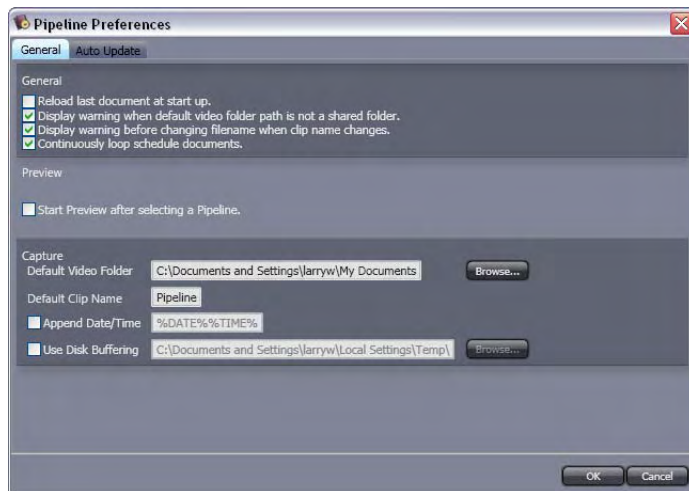 Pipeline Preferences
General
Auto Update
General
Reload last document at start up.
Display warning when default video folder path is not a shared folder.
Display warning before changing filename when clip name changes.
Continuously loop schedule documents.
Preview
Start Preview after selecting a Pipeline.
Capture
Default Video Folder C:\Documents and Settings\larryw\My Documents Browse...
Default Clip Name Pipeline
Append Date/Time %DATE%%TIME%
Use Disk Buffering C:\Documents and Settings\larryw\Local Settings\Temp\ Browse...
OK Cancel